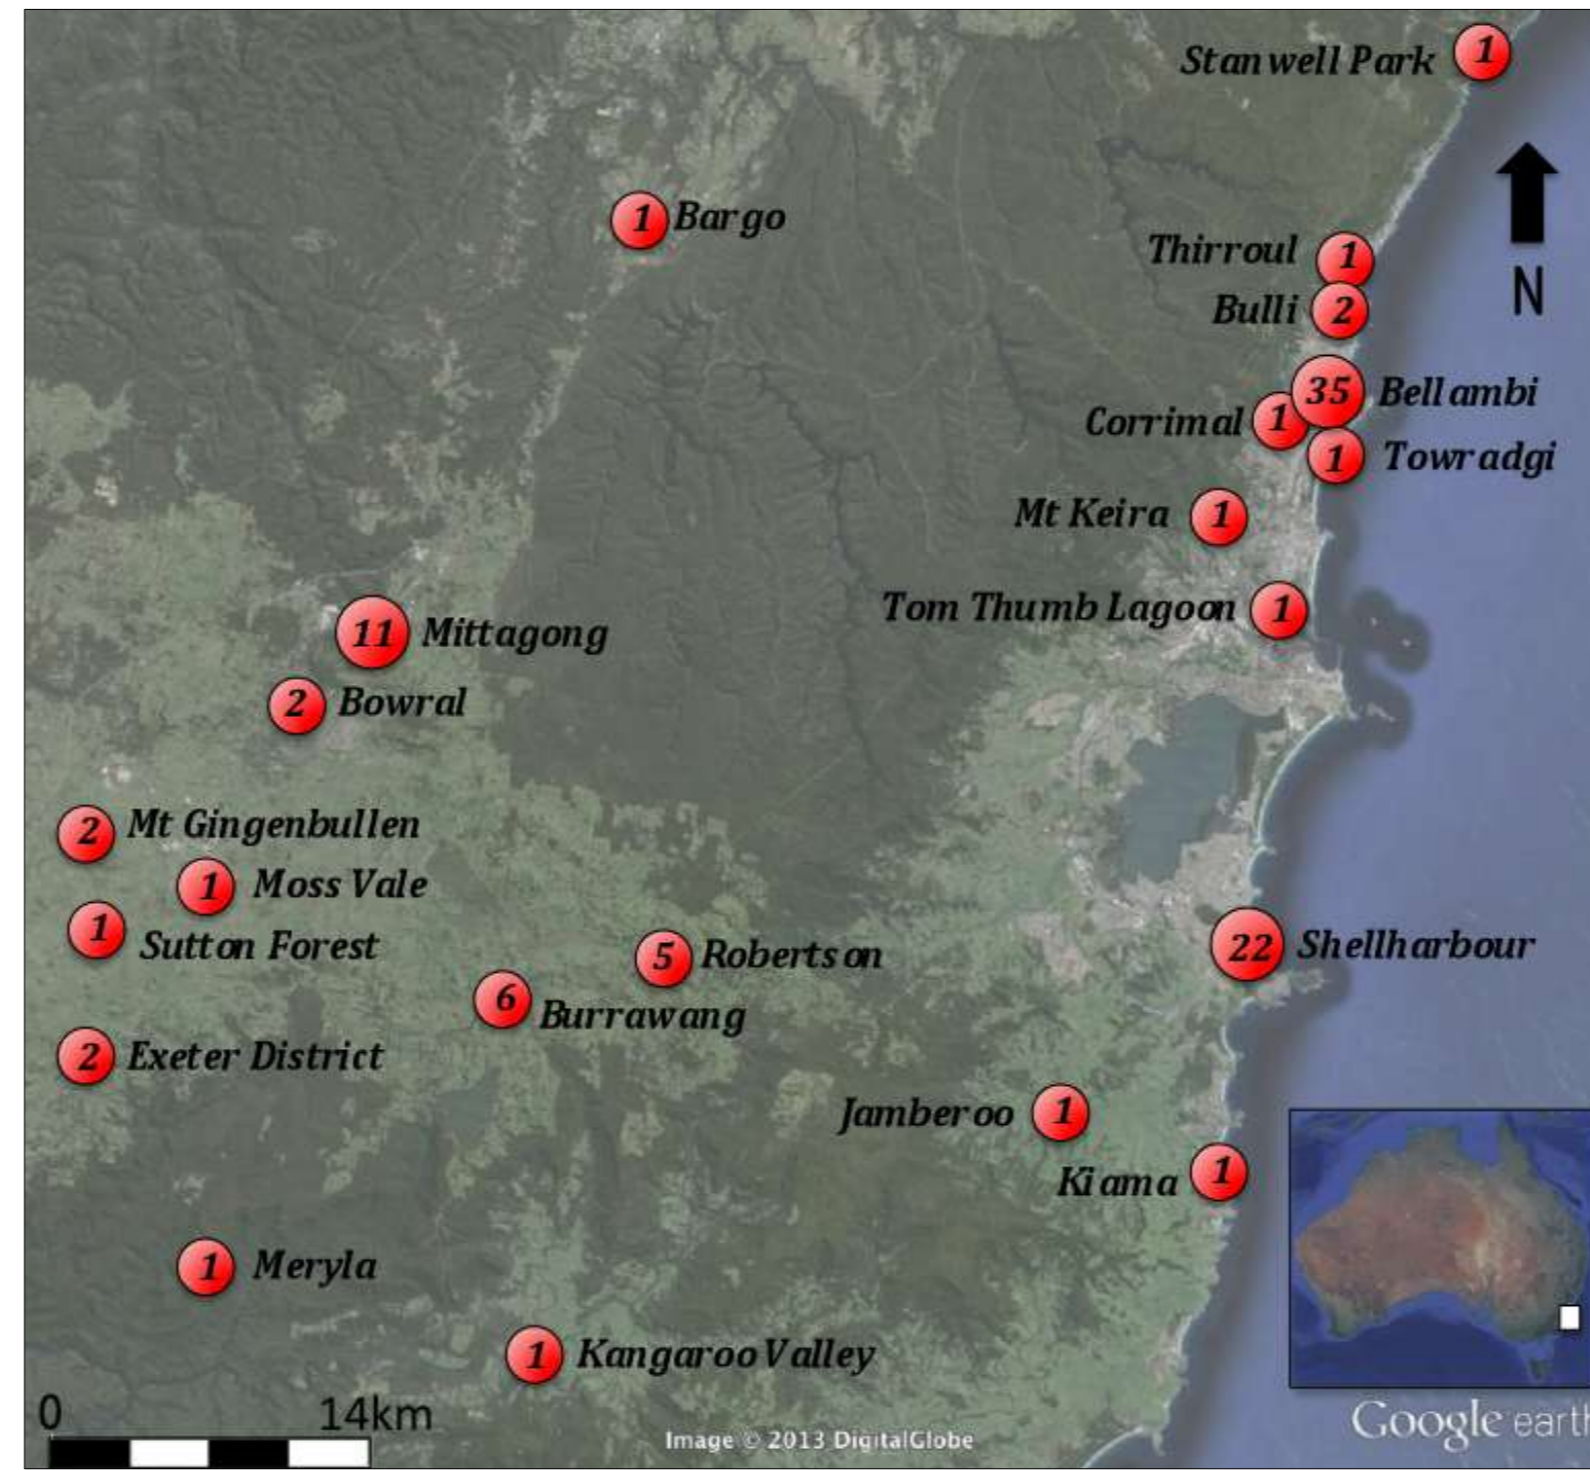 Stanwell Park 1
1 Bargo
Thirroul 1
N
Bulli 2
35 Bellambi
Corrimal 1
1 Towradgi
Mt Keira 1
Tom Thumb Lagoon 1
11 Mittagong
2 Bowral
2 Mt Gingenbullen
1 Moss Vale
1 Sutton Forest
22 Shellharbour
5 Robertson
6 Burrawang
2 Exeter District
Jamberoo 1
Kiama 1
1 Meryla
1 Kangaroo Valley
0 14km
Image © 2013 DigitalGlobe
Google earth